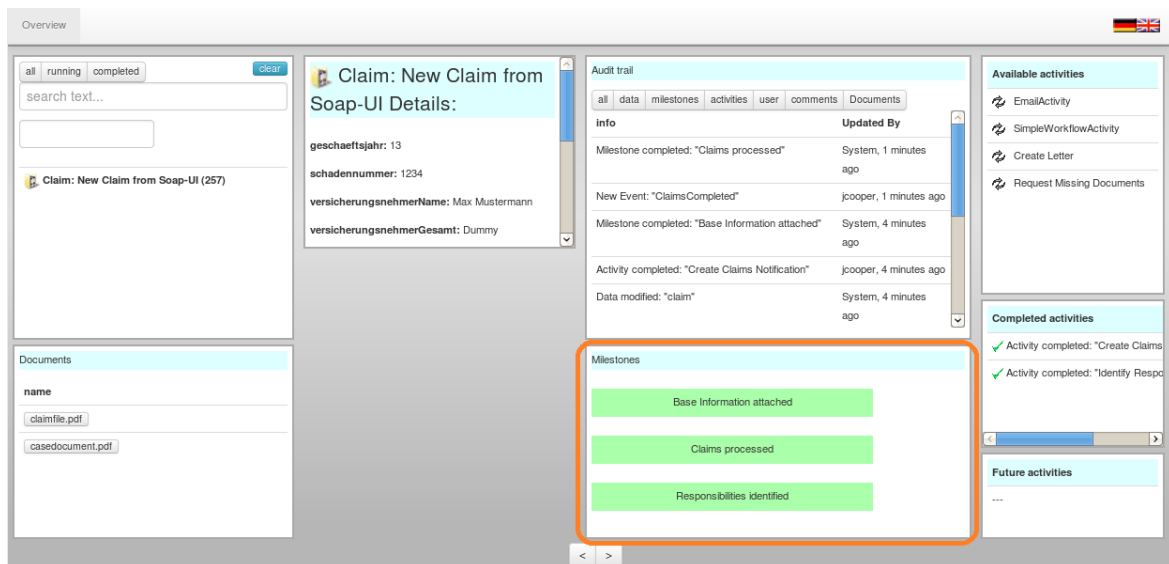 Overview
all running completed clear
search text...
Claim: New Claim from Soap-UI (257)
Documents
name
claimfile.pdf
casedocument.pdf
Claim: New Claim from
Soap-UI Details:
geschaeftsjahr: 13
schadennummer: 1234
versicherungsnehmerName: Max Mustermann
versicherungsnehmerGesamt: Dummy
Audit trail
all data milestones activities user comments Documents
info Updated By
Milestone completed: "Claims processed" System, 1 minutes
ago
New Event: "ClaimsCompleted" jcooper, 1 minutes ago
Milestone completed: "Base Information attached" System, 4 minutes
ago
Activity completed: "Create Claims Notification" jcooper, 4 minutes ago
Data modified: "claim" System, 4 minutes
ago
Milestones
Base Information attached
Claims processed
Responsibilities identified
Available activities
EmailActivity
SimpleWorkflowActivity
Create Letter
Request Missing Documents
Completed activities
Activity completed: "Create Claims
Activity completed: "Identify Respo
Future activities
---
< >